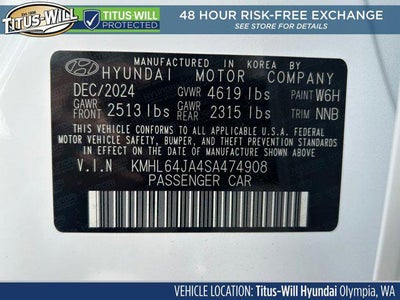 TITUS-WILL
TITUS-WILL
PROTECTION
48 HOUR RISK-FREE EXCHANGE
SEE DEALER FOR DETAILS
MANUFACTURED IN KOREA BY
HYUNDAI MOTOR COMPANY
DEC/2024 GVWR 4619 lbs PAINT W6H
GAWR FRONT 2513 lbs GAWR REAR 2315 lbs TRIM NNB
THIS VEHICLE CONFORMS TO ALL APPLICABLE U.S. FEDERAL
MOTOR VEHICLE SAFETY, BUMPER, AND THEFT PREVENTION
STANDARDS IN EFFECT ON THE DATE OF MANUFACTURE SHOWN ABOVE.
V.I.N KMHL64JA4SA474908
PASSENGER CAR
VEHICLE LOCATION: Titus-Will Hyundai Olympia, WA